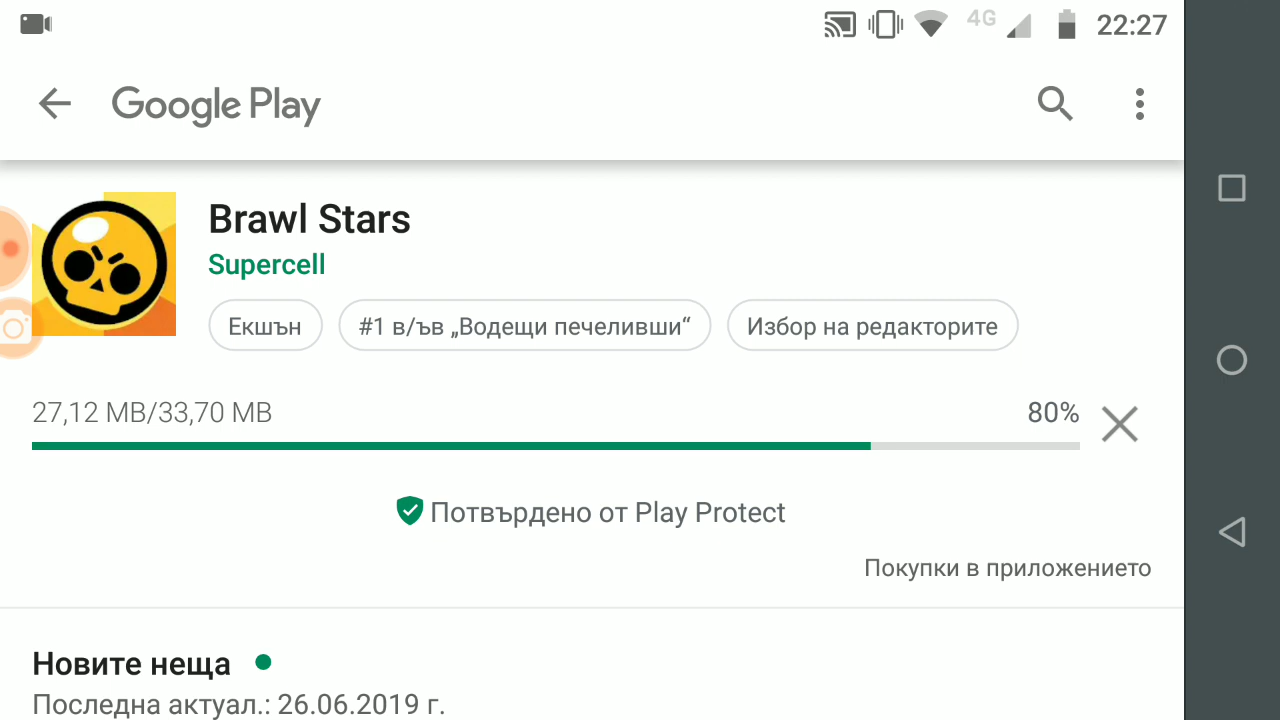 4G 22:27
Google Play
Brawl Stars
Supercell
Екшън #1 в/ъв „Водещи печеливши“ Избор на редакторите
27,12 MB/33,70 MB 80%
Потвърдено от Play Protect
Покупки в приложението
Новите неща
Последна актуал.: 26.06.2019 г.